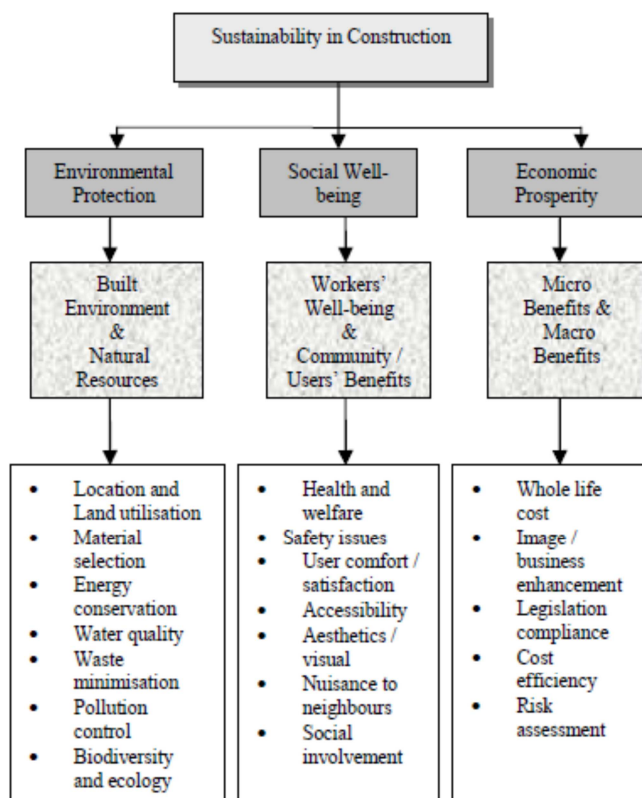 Sustainability in Construction
Environmental
Protection
Social Well-
being
Economic
Prosperity
Built
Environment
&
Natural
Resources
Workers'
Well-being
&
Community /
Users' Benefits
Micro
Benefits &
Macro
Benefits
• Location and
Land utilisation
• Material
selection
• Energy
conservation
• Water quality
• Waste
minimisation
• Pollution
control
• Biodiversity
and ecology
• Health and
welfare
• Safety issues
• User comfort /
satisfaction
• Accessibility
• Aesthetics /
visual
• Nuisance to
neighbours
• Social
involvement
• Whole life
cost
• Image /
business
enhancement
• Legislation
compliance
• Cost
efficiency
• Risk
assessment